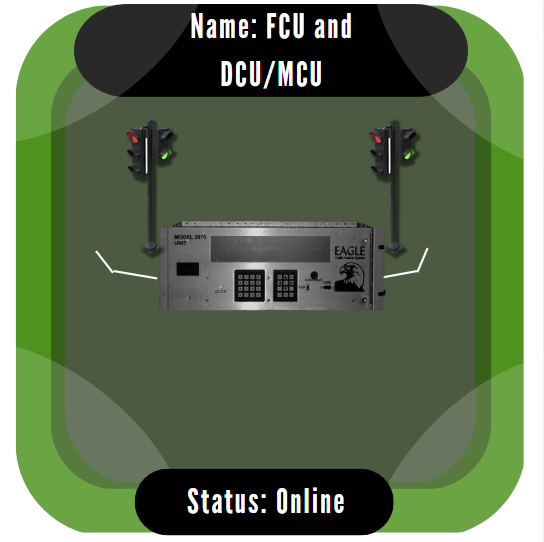 Name: FCU and
DCU/MCU
MODEL 2070
UNIT
EAGLE
Status: Online